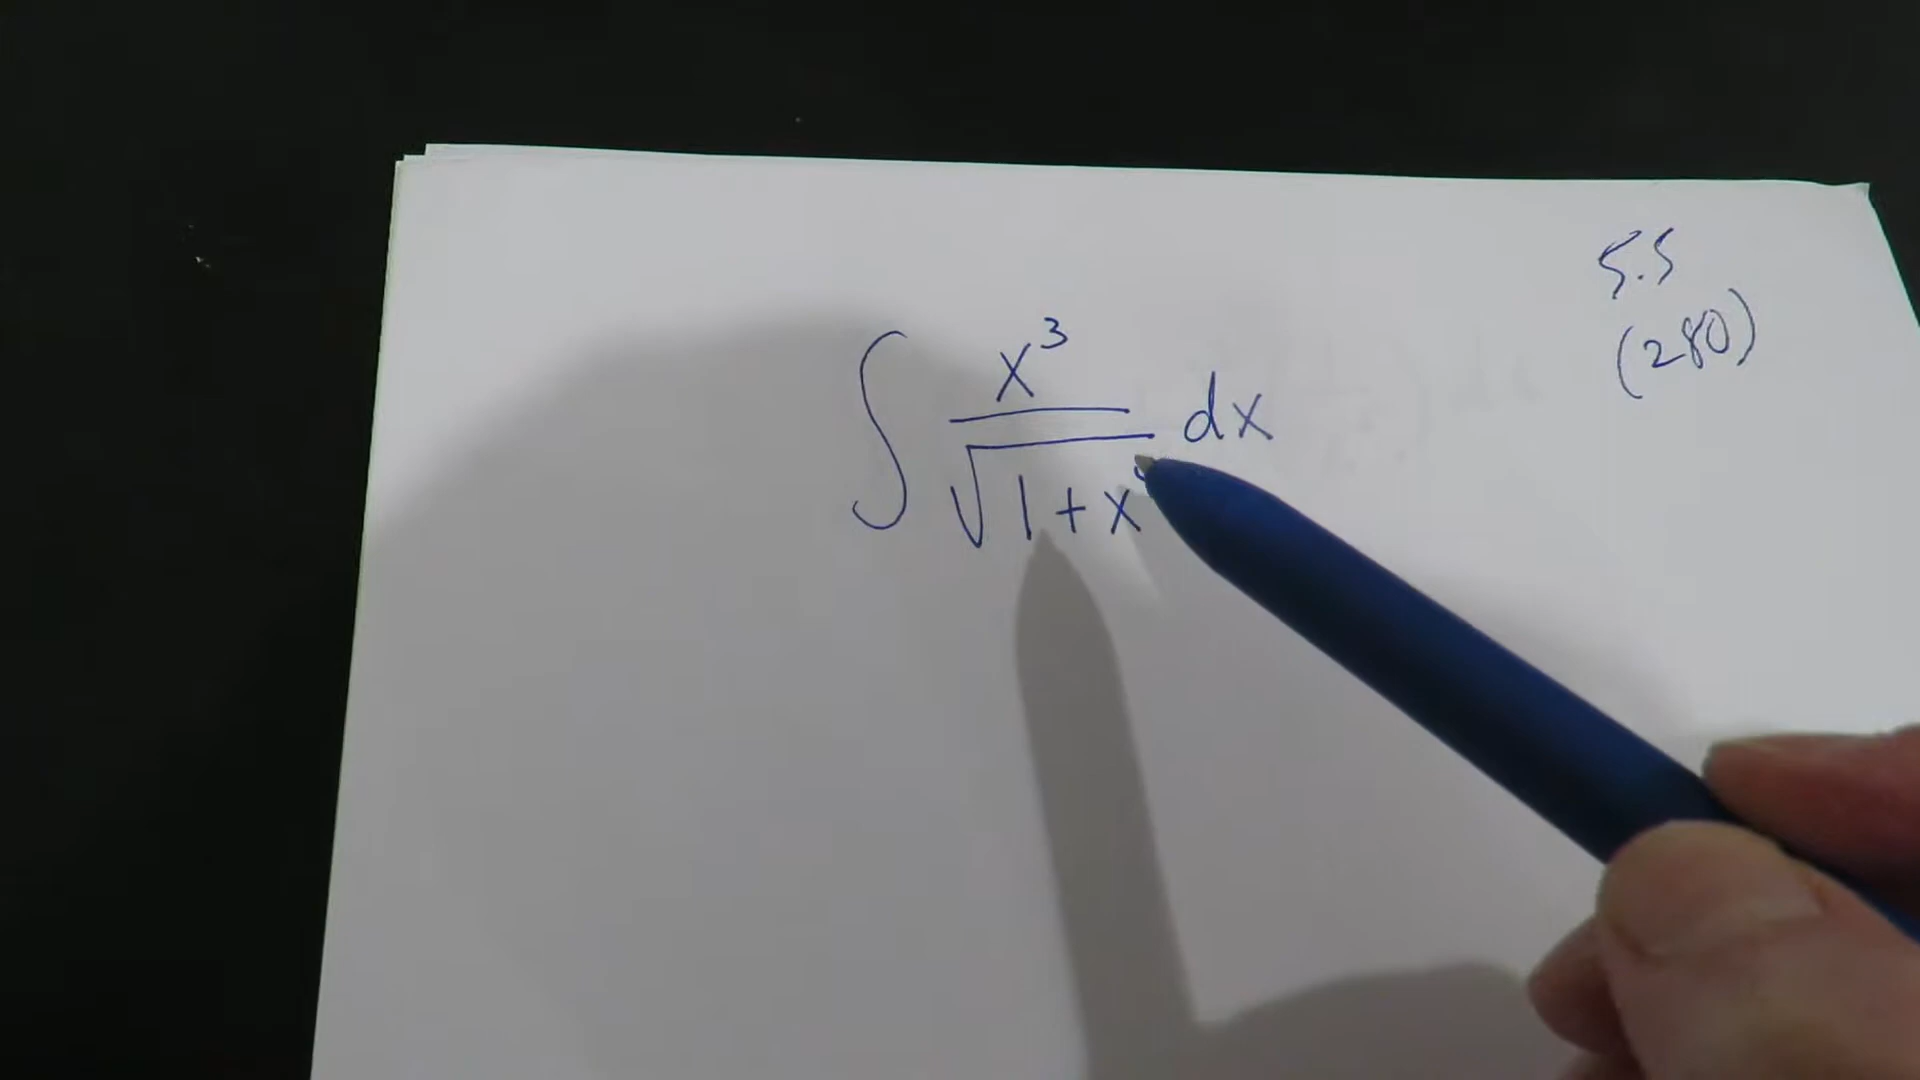 5.5
(280)
∫ x³ / √(1+x) dx